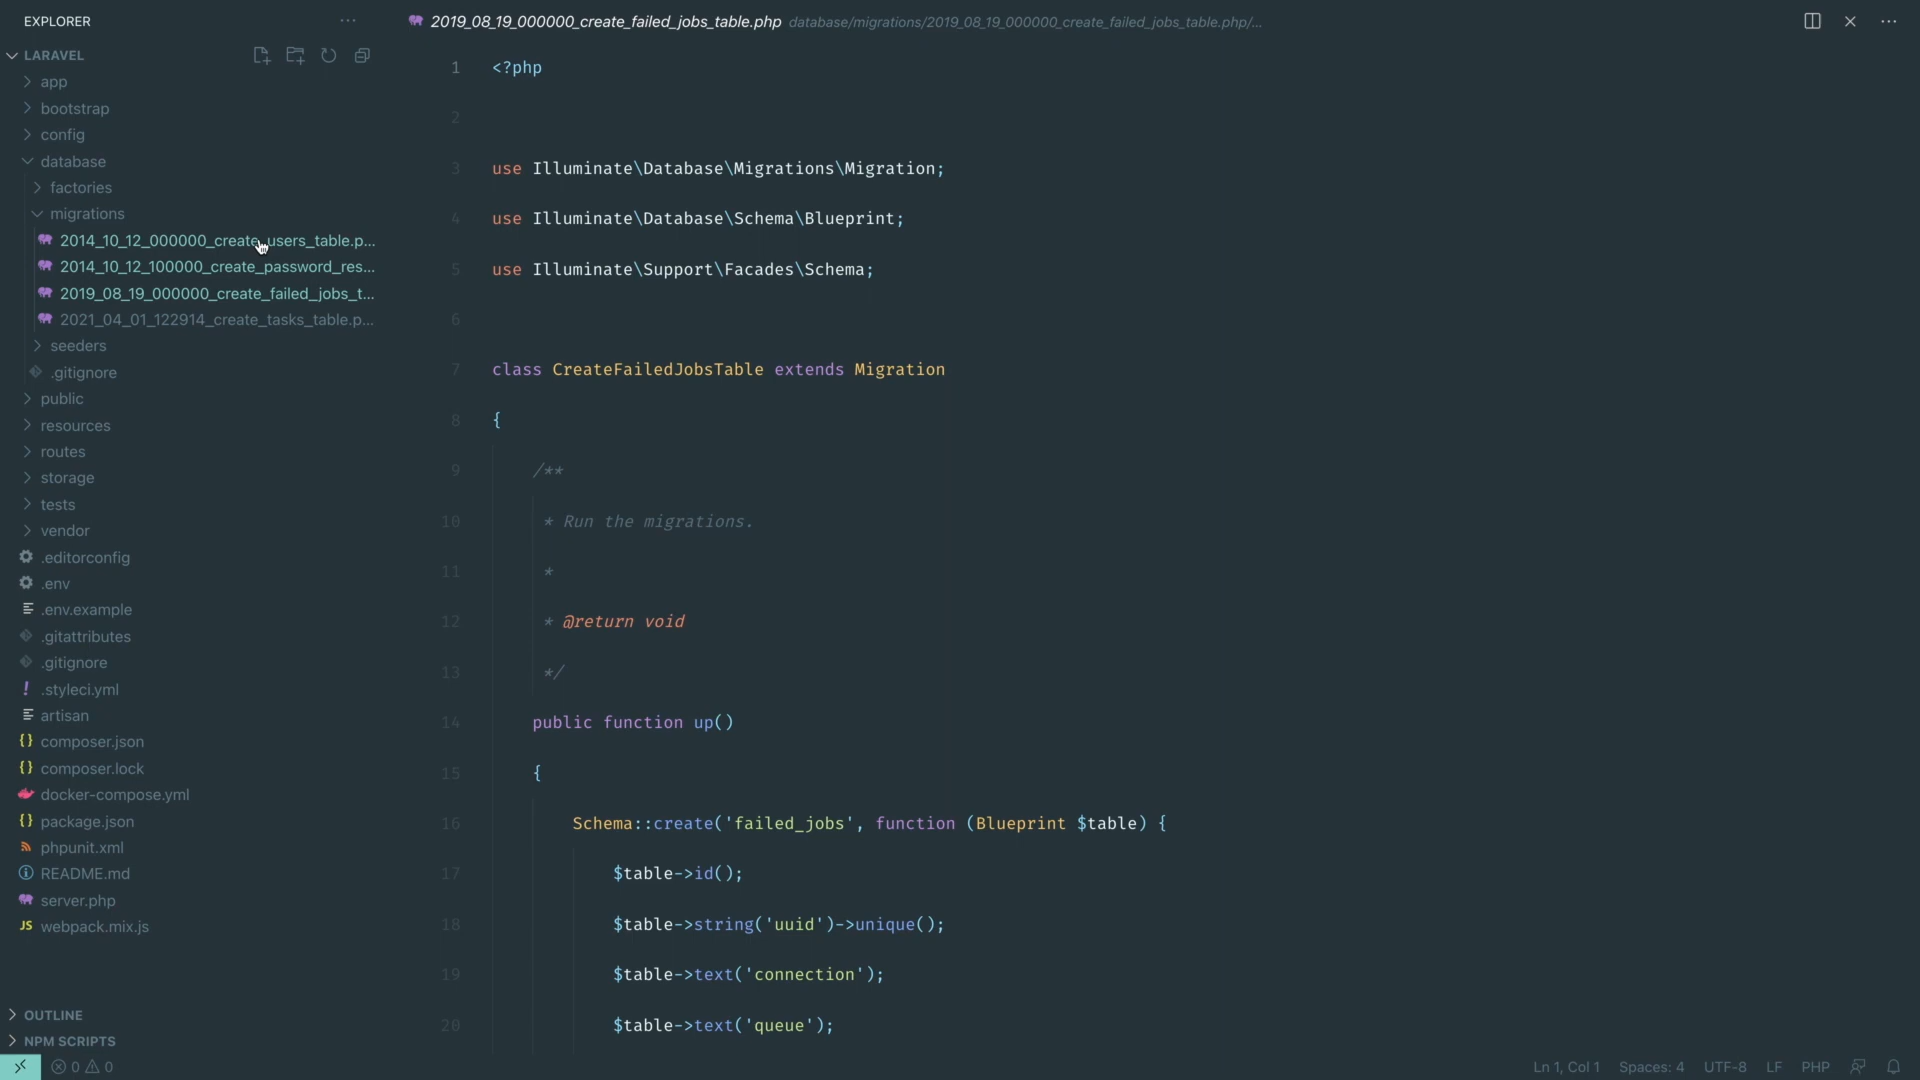 EXPLORER
LARAVEL
app
bootstrap
config
database
factories
migrations
2014_10_12_000000_create_users_table.p...
2014_10_12_100000_create_password_res...
2019_08_19_000000_create_failed_jobs_t...
2021_04_01_122914_create_tasks_table.p...
seeders
.gitignore
public
resources
routes
storage
tests
vendor
.editorconfig
.env
.env.example
.gitattributes
.gitignore
.styleci.yml
artisan
composer.json
composer.lock
docker-compose.yml
package.json
phpunit.xml
README.md
server.php
JS webpack.mix.js
OUTLINE
NPM SCRIPTS
2019_08_19_000000_create_failed_jobs_table.php database/migrations/2019_08_19_000000_create_failed_jobs_table.php/...
1 <?php
2
3 use Illuminate\Database\Migrations\Migration;
4 use Illuminate\Database\Schema\Blueprint;
5 use Illuminate\Support\Facades\Schema;
6
7 class CreateFailedJobsTable extends Migration
8 {
9 /**
10 * Run the migrations.
11 *
12 * @return void
13 */
14 public function up()
15 {
16 Schema::create('failed_jobs', function (Blueprint $table) {
17 $table->id();
18 $table->string('uuid')->unique();
19 $table->text('connection');
20 $table->text('queue');
0 0
Ln 1, Col 1 Spaces: 4 UTF-8 LF PHP